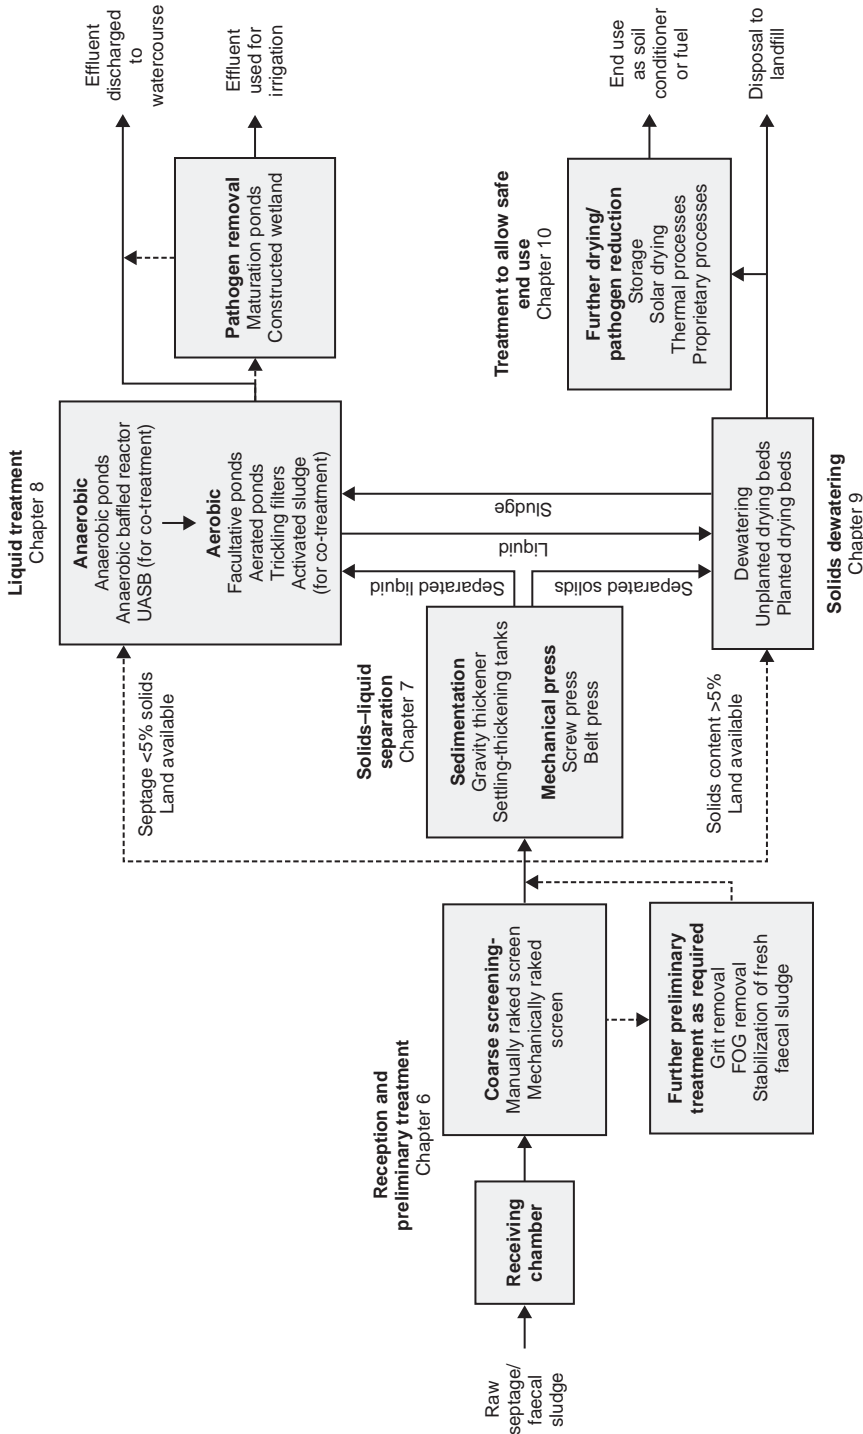 Raw
septage/
faecal
sludge
Receiving
chamber
Reception and
preliminary treatment
Chapter 6
Coarse screening-
Manually raked screen
Mechanically raked
screen
Further preliminary
treatment as required
Grit removal
FOG removal
Stabilization of fresh
faecal sludge
Septage <5% solids
Land available
Solids–liquid
separation
Chapter 7
Sedimentation
Gravity thickener
Settling-thickening tanks
Mechanical press
Screw press
Belt press
Solids content >5%
Land available
Separated liquid
Separated solids
Liquid
Sludge
Liquid treatment
Chapter 8
Anaerobic
Anaerobic ponds
Anaerobic baffled reactor
UASB (for co-treatment)
Aerobic
Facultative ponds
Aerated ponds
Trickling filters
Activated sludge
(for co-treatment)
Dewatering
Unplanted drying beds
Planted drying beds
Solids dewatering
Chapter 9
Pathogen removal
Maturation ponds
Constructed wetland
Treatment to allow safe
end use
Chapter 10
Further drying/
pathogen reduction
Storage
Solar drying
Thermal processes
Proprietary processes
Effluent
discharged
to
watercourse
Effluent
used for
irrigation
End use
as soil
conditioner
or fuel
Disposal to
landfill